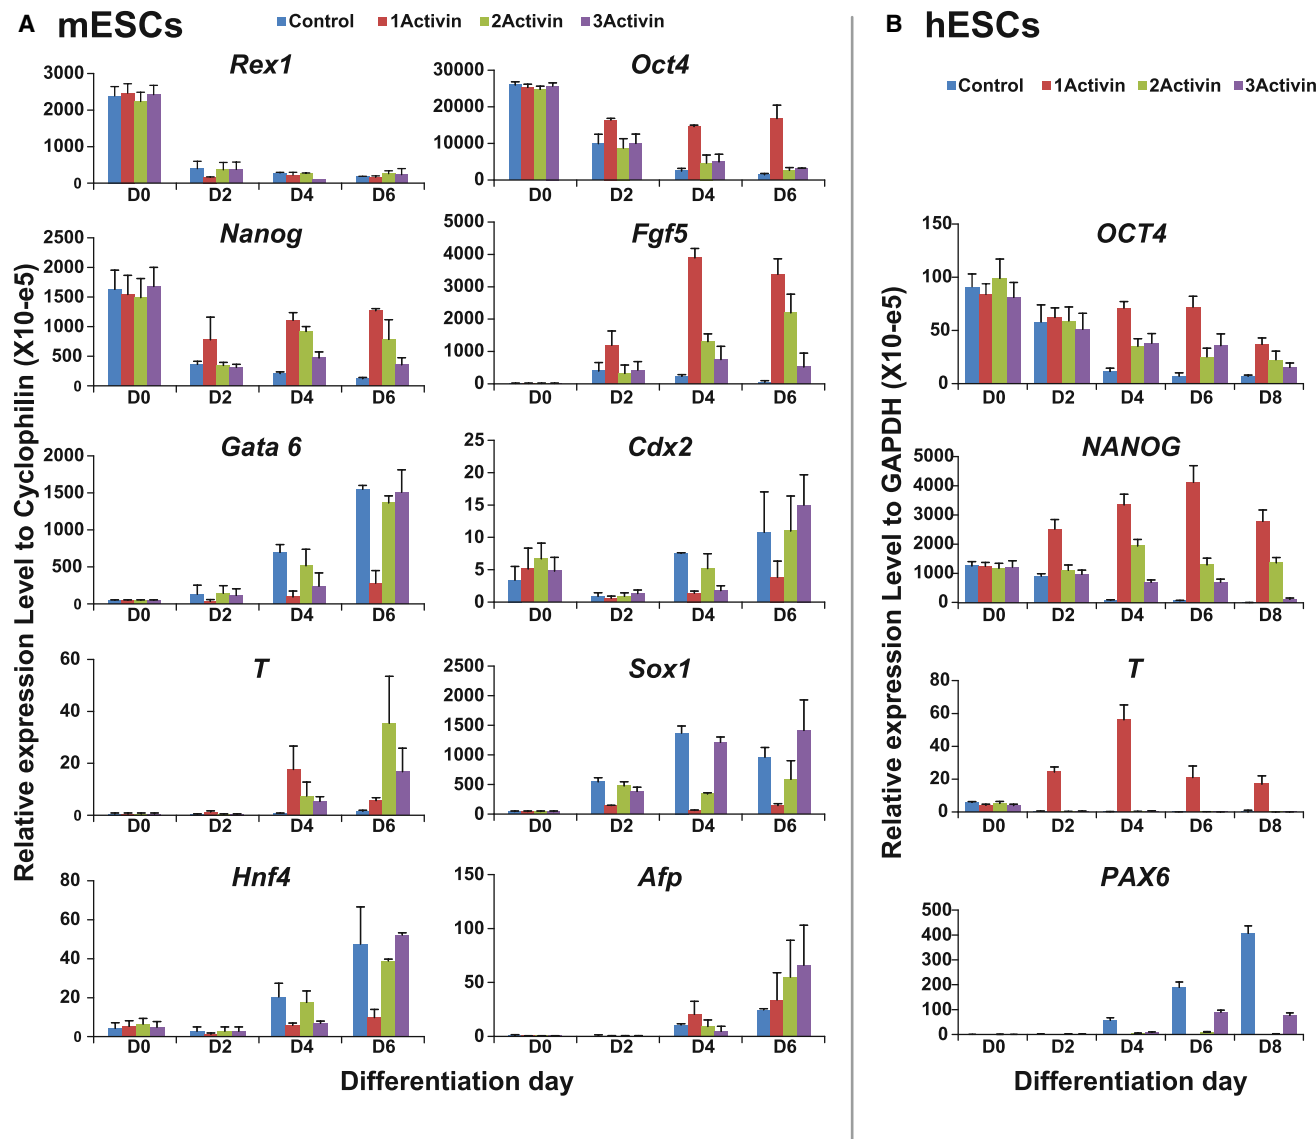 A mESCs
Control 1Activin 2Activin 3Activin
Relative expression Level to Cyclophilin (X10-e5)
Rex1
3000
2000
1000
0
D0 D2 D4 D6
Oct4
30000
20000
10000
0
D0 D2 D4 D6
Nanog
2500
2000
1500
1000
500
0
D0 D2 D4 D6
Fgf5
5000
4000
3000
2000
1000
0
D0 D2 D4 D6
Gata 6
2000
1500
1000
500
0
D0 D2 D4 D6
Cdx2
25
20
15
10
5
0
D0 D2 D4 D6
T
60
40
20
0
D0 D2 D4 D6
Sox1
2500
2000
1500
1000
500
0
D0 D2 D4 D6
Hnf4
80
60
40
20
0
D0 D2 D4 D6
Afp
150
100
50
0
D0 D2 D4 D6
Differentiation day
B hESCs
Control 1Activin 2Activin 3Activin
Relative expression Level to GAPDH (X10-e5)
OCT4
150
100
50
0
D0 D2 D4 D6 D8
NANOG
5000
4000
3000
2000
1000
0
D0 D2 D4 D6 D8
T
80
60
40
20
0
D0 D2 D4 D6 D8
PAX6
500
400
300
200
100
0
D0 D2 D4 D6 D8
Differentiation day